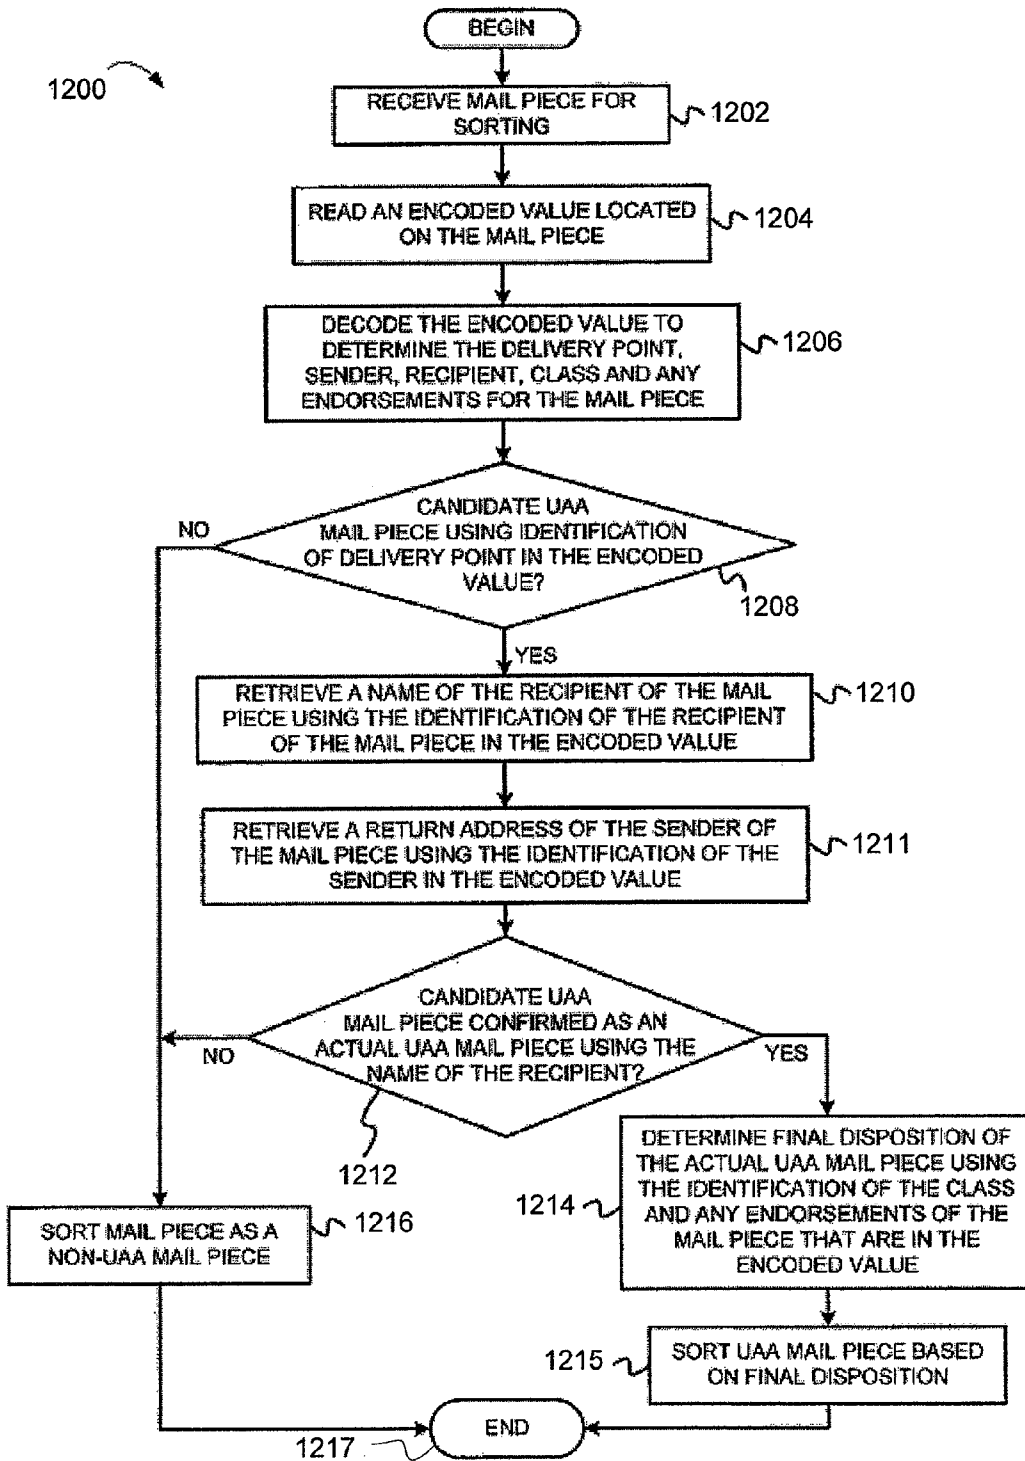 BEGIN
1200
RECEIVE MAIL PIECE FOR
SORTING
1202
READ AN ENCODED VALUE LOCATED
ON THE MAIL PIECE
1204
DECODE THE ENCODED VALUE TO
DETERMINE THE DELIVERY POINT,
SENDER, RECIPIENT, CLASS AND ANY
ENDORSEMENTS FOR THE MAIL PIECE
1206
CANDIDATE UAA
MAIL PIECE USING IDENTIFICATION
OF DELIVERY POINT IN THE ENCODED
VALUE?
NO
1208
YES
RETRIEVE A NAME OF THE RECIPIENT OF THE MAIL
PIECE USING THE IDENTIFICATION OF THE RECIPIENT
OF THE MAIL PIECE IN THE ENCODED VALUE
1210
RETRIEVE A RETURN ADDRESS OF THE SENDER OF
THE MAIL PIECE USING THE IDENTIFICATION OF THE
SENDER IN THE ENCODED VALUE
1211
CANDIDATE UAA
MAIL PIECE CONFIRMED AS AN
ACTUAL UAA MAIL PIECE USING THE
NAME OF THE RECIPIENT?
NO
YES
1212
DETERMINE FINAL DISPOSITION OF
THE ACTUAL UAA MAIL PIECE USING
THE IDENTIFICATION OF THE CLASS
AND ANY ENDORSEMENTS OF THE
MAIL PIECE THAT ARE IN THE
ENCODED VALUE
1214
SORT MAIL PIECE AS A
NON-UAA MAIL PIECE
1216
SORT UAA MAIL PIECE BASED
ON FINAL DISPOSITION
1215
END
1217